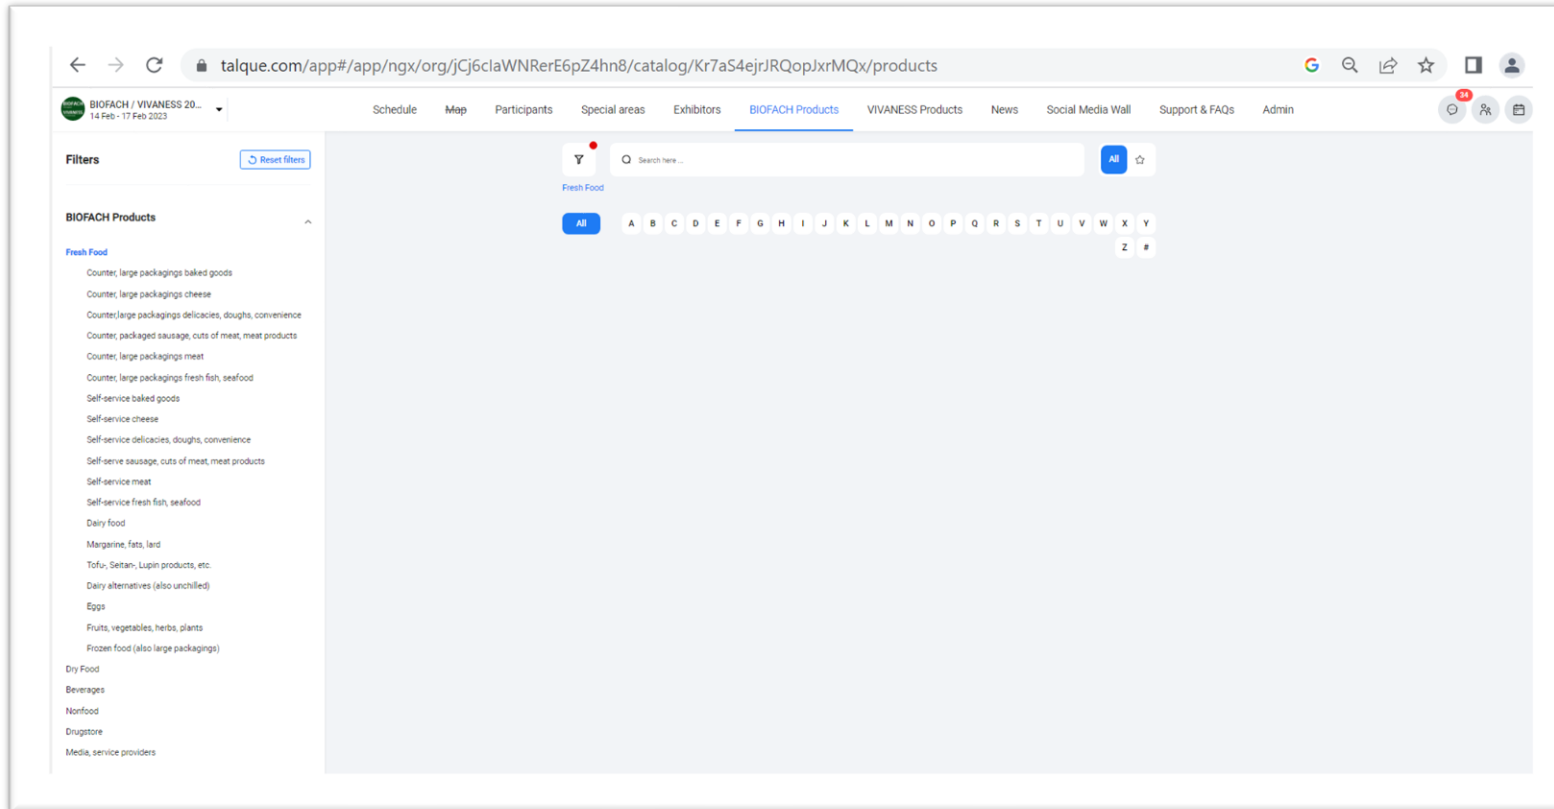 talque.com/app#/app/ngx/org/jCj6claWNRerE6pZ4hn8/catalog/Kr7aS4ejrJRQopJxrMQx/products
BIOFACH / VIVANESS 20...
14 Feb - 17 Feb 2023
Schedule Map Participants Special areas Exhibitors BIOFACH Products VIVANESS Products News Social Media Wall Support & FAQs Admin
34
Filters
Reset filters
Search here ...
All
Fresh Food
BIOFACH Products
All A B C D E F G H I J K L M N O P Q R S T U V W X Y
Z #
Fresh Food
Counter, large packagings baked goods
Counter, large packagings cheese
Counter,large packagings delicacies, doughs, convenience
Counter, packaged sausage, cuts of meat, meat products
Counter, large packagings meat
Counter, large packagings fresh fish, seafood
Self-service baked goods
Self-service cheese
Self-service delicacies, doughs, convenience
Self-serve sausage, cuts of meat, meat products
Self-service meat
Self-service fresh fish, seafood
Dairy food
Margarine, fats, lard
Tofu-, Seitan-, Lupin products, etc.
Dairy alternatives (also unchilled)
Eggs
Fruits, vegetables, herbs, plants
Frozen food (also large packagings)
Dry Food
Beverages
Nonfood
Drugstore
Media, service providers